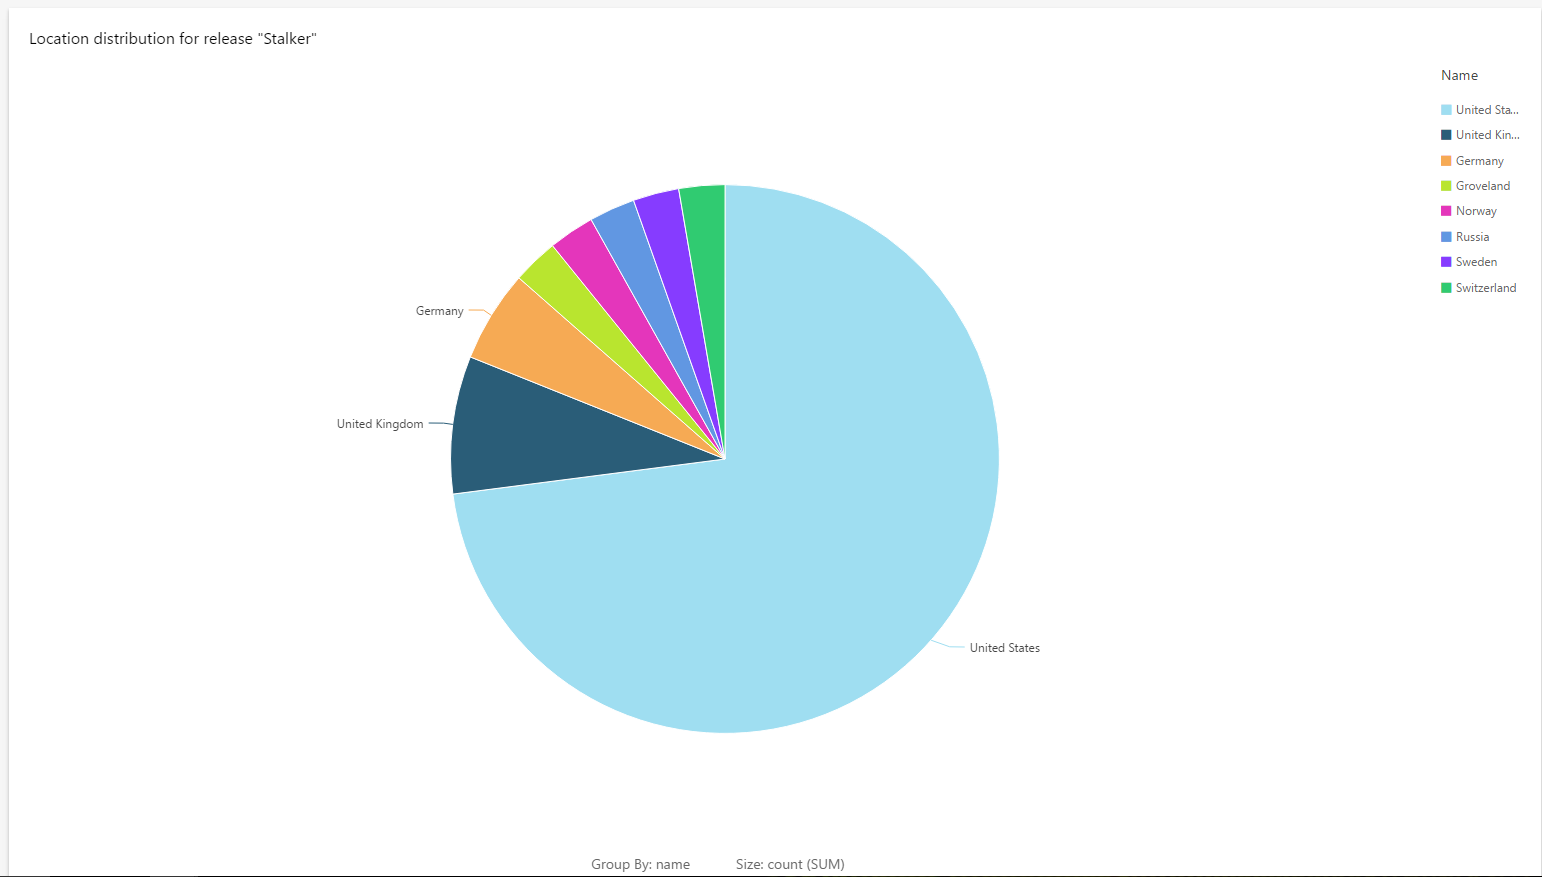 Location distribution for release "Stalker"
Name
United Sta...
United Kin...
Germany
Groveland
Norway
Russia
Sweden
Switzerland
Germany
United Kingdom
United States
Group By: name Size: count (SUM)